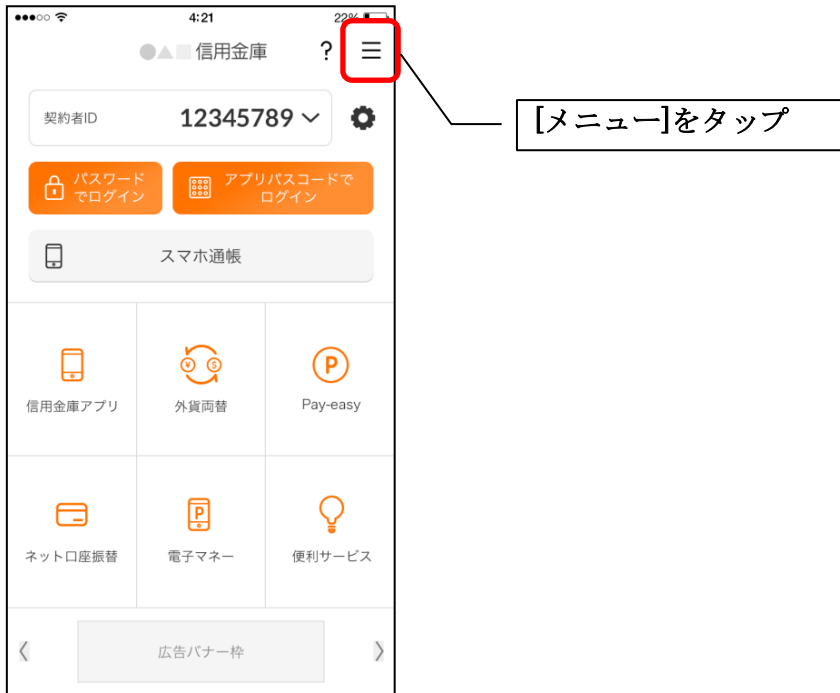 4:21
22%
●▲■ 信用金庫
?
[メニュー]をタップ
契約者ID
12345789
パスワード
でログイン
アプリパスコードで
ログイン
スマホ通帳
信用金庫アプリ
外貨両替
Pay-easy
ネット口座振替
電子マネー
便利サービス
広告バナー枠